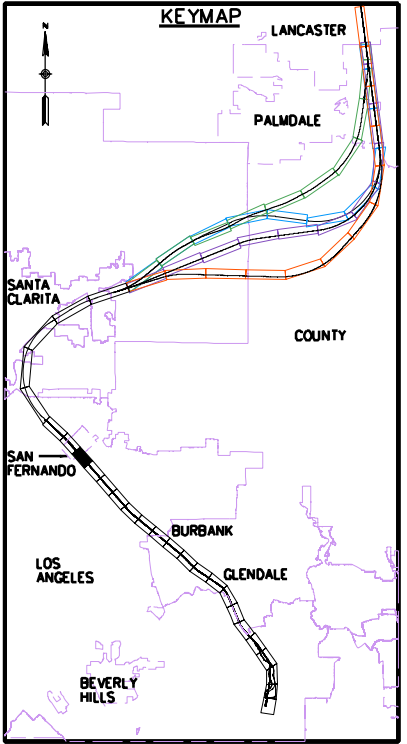 KEYMAP
LANCASTER
N
PALMDALE
SANTA
CLARITA
COUNTY
SAN
FERNANDO
BURBANK
LOS
ANGELES
GLENDALE
BEVERLY
HILLS